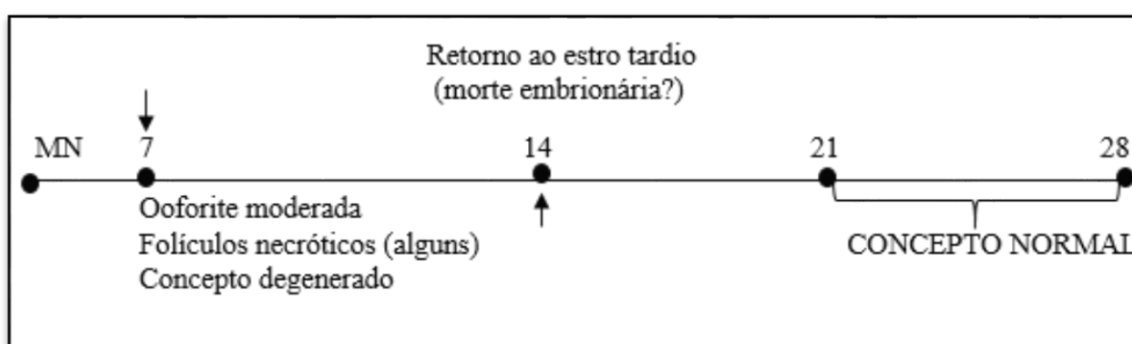 Retorno ao estro tardio
(morte embrionária?)
MN 7 14 21 28
Ooforite moderada
Folículos necróticos (alguns)
Concepto degenerado
CONCEPTO NORMAL